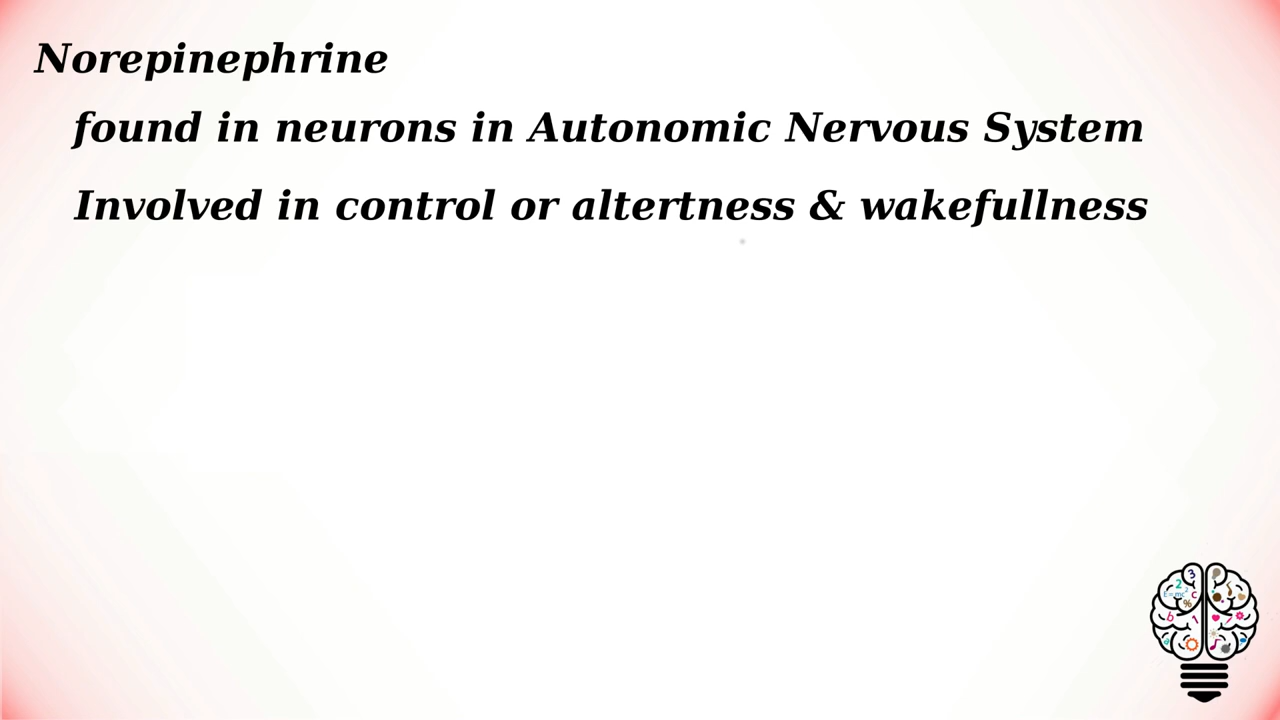 Norepinephrine
found in neurons in Autonomic Nervous System
Involved in control or altertness & wakefullness